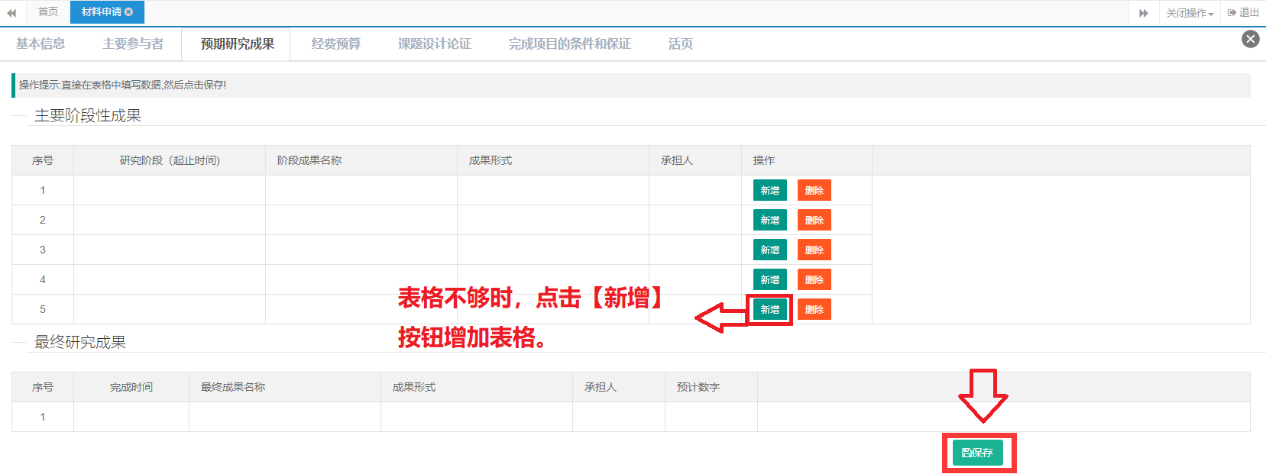 首页 材料申请 关闭操作 退出
基本信息 主要参与者 预期研究成果 经费预算 课题设计论证 完成项目的条件和保证 活页
操作提示:直接在表格中填写数据,然后点击保存!
主要阶段性成果
序号 研究阶段（起止时间） 阶段成果名称 成果形式 承担人 操作
1 新增 删除
2 新增 删除
3 新增 删除
4 新增 删除
5 新增 删除
表格不够时，点击【新增】
按钮增加表格。
最终研究成果
序号 完成时间 最终成果名称 成果形式 承担人 预计数字
1
保存